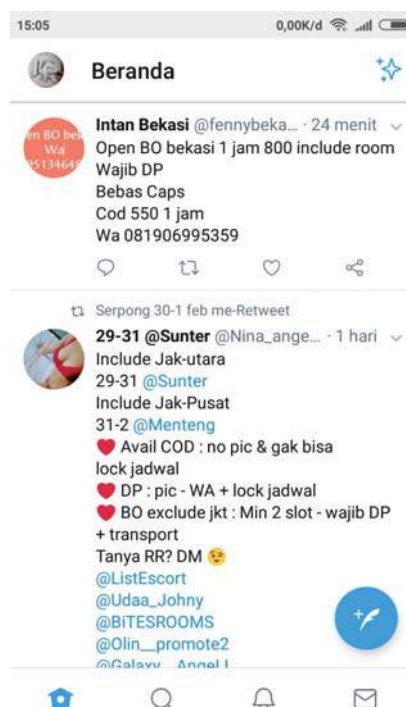 15:05 0,00K/d
Beranda
en BO bek
Wa
Intan Bekasi @fennybeka... · 24 menit
Open BO bekasi 1 jam 800 include room
Wajib DP
Bebas Caps
Cod 550 1 jam
Wa 081906995359
Serpong 30-1 feb me-Retweet
29-31 @Sunter @Nina_ange... · 1 hari
Include Jak-utara
29-31 @Sunter
Include Jak-Pusat
31-2 @Menteng
❤ Avail COD : no pic & gak bisa
lock jadwal
❤ DP : pic - WA + lock jadwal
❤ BO exclude jkt : Min 2 slot - wajib DP
+ transport
Tanya RR? DM 😉
@ListEscort
@Udaa_Johny
@BiTESROOMS
@Olin__promote2